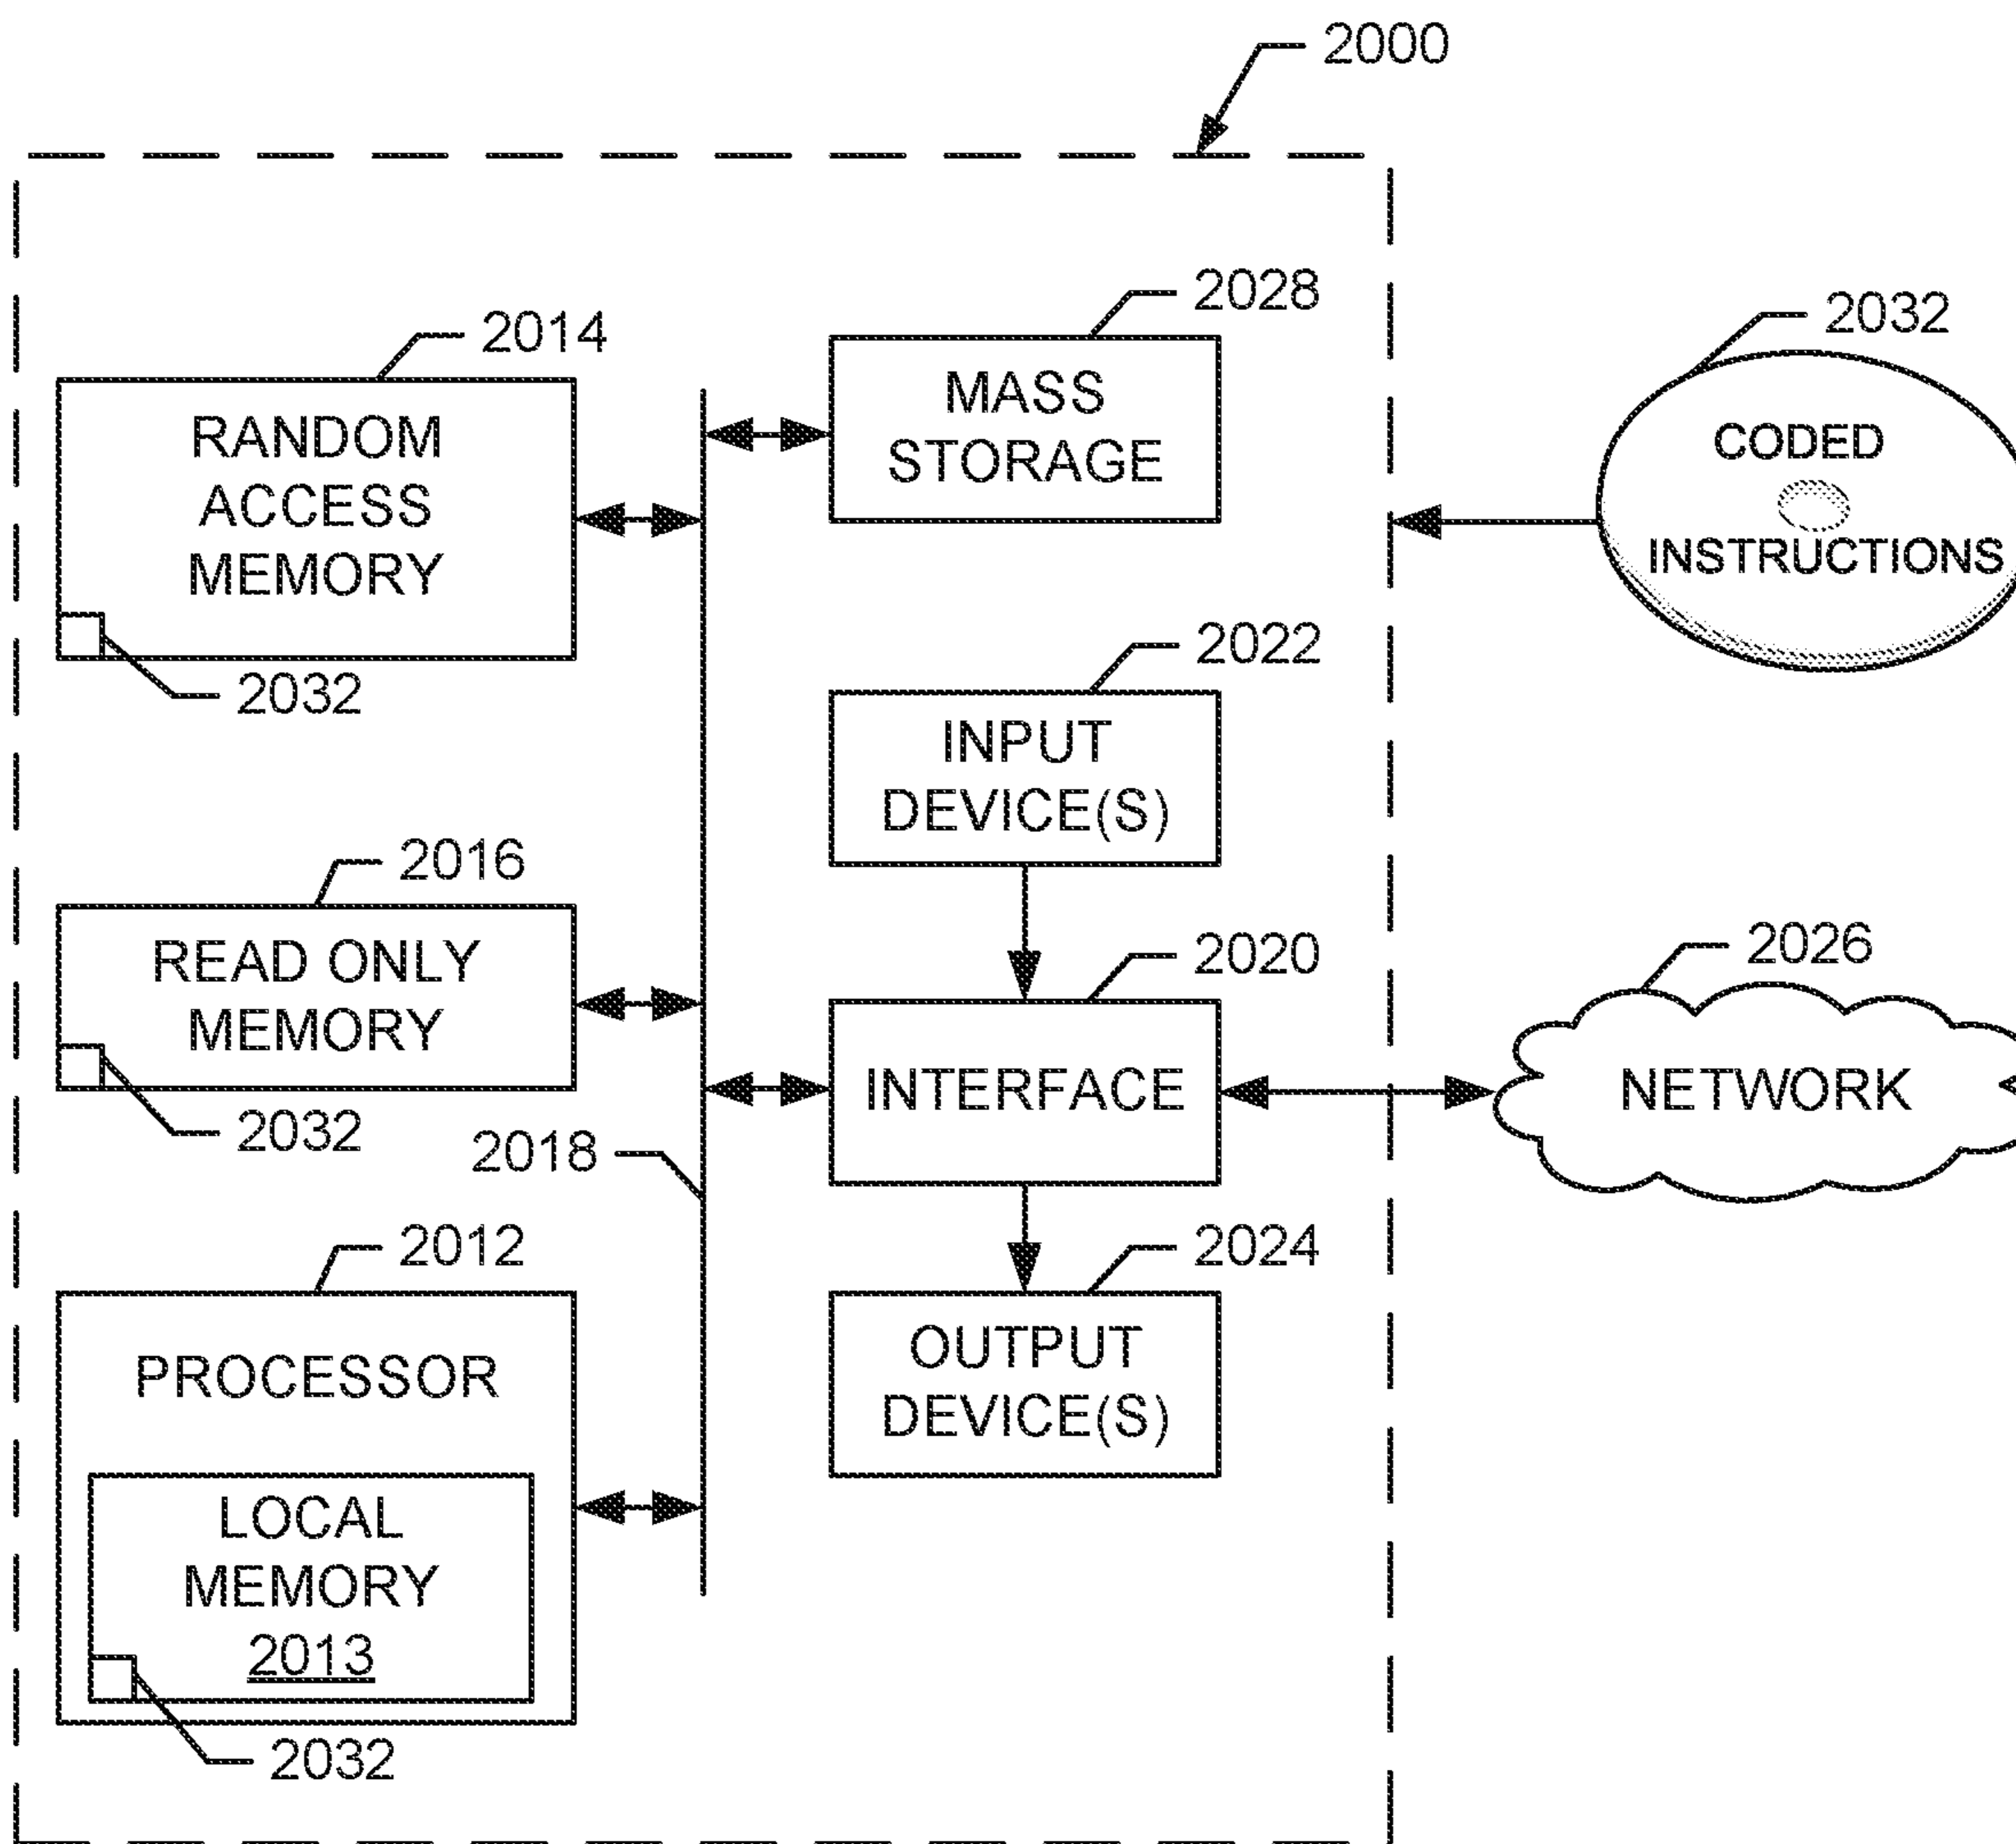 2000
2028
2014
2032
MASS
STORAGE
RANDOM
ACCESS
MEMORY
CODED
INSTRUCTIONS
2032
2022
INPUT
DEVICE(S)
2016
READ ONLY
MEMORY
2032
2020
2026
INTERFACE
NETWORK
2018
2012
2024
PROCESSOR
OUTPUT
DEVICE(S)
LOCAL
MEMORY
2013
2032